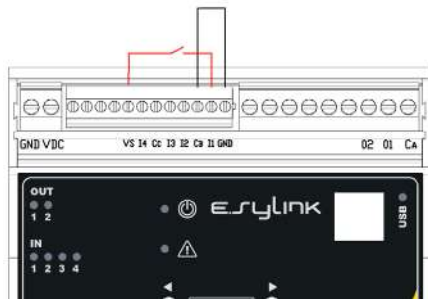 GND VDC VS I4 Cc I3 I2 CB I1 GND O2 O1 CA
OUT
1 2
E.sylink
USB
IN
1 2 3 4